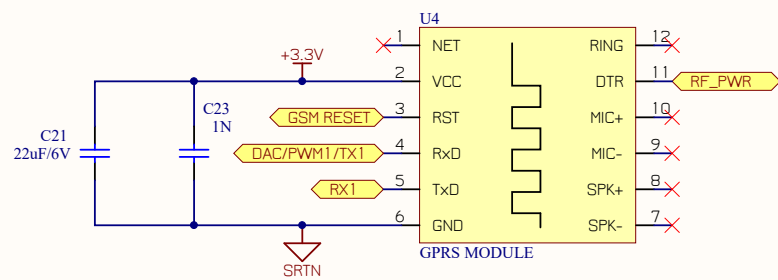 U4
+3.3V
1 NET RING 12
2 VCC DTR 11 RF_PWR
C23
1N
GSM RESET 3 RST MIC+ 10
C21
22uF/6V
DAC/PWM1/TX1 4 RxD MIC- 9
RX1 5 TxD SPK+ 8
6 GND SPK- 7
GPRS MODULE
SRTN